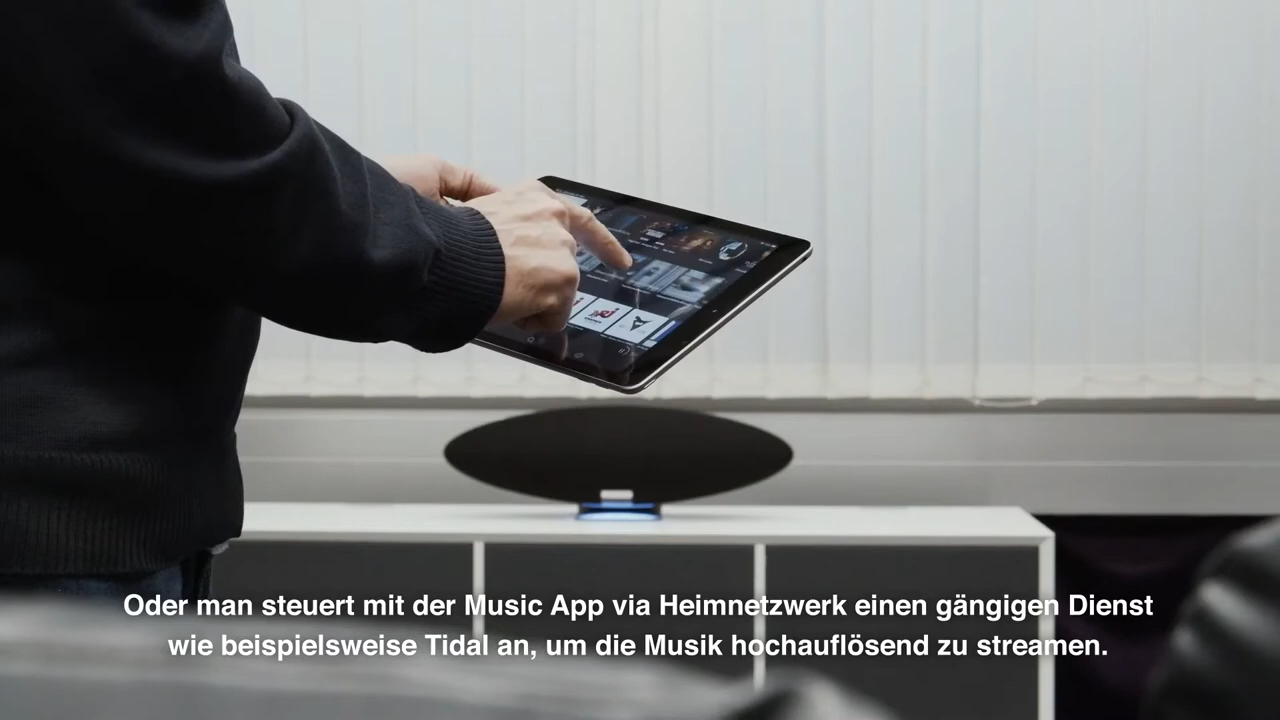 Oder man steuert mit der Music App via Heimnetzwerk einen gängigen Dienst
wie beispielsweise Tidal an, um die Musik hochauflösend zu streamen.